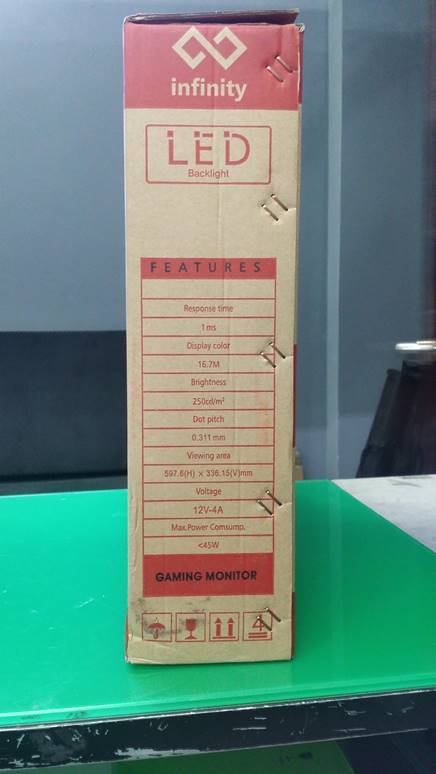 infinity
LED
Backlight
FEATURES
Response time
1 ms
Display color
16.7M
Brightness
250cd/m²
Dot pitch
0.311 mm
Viewing area
597.6(H) × 336.15(V)mm
Voltage
12V-4A
Max.Power Comsump.
<45W
GAMING MONITOR
4